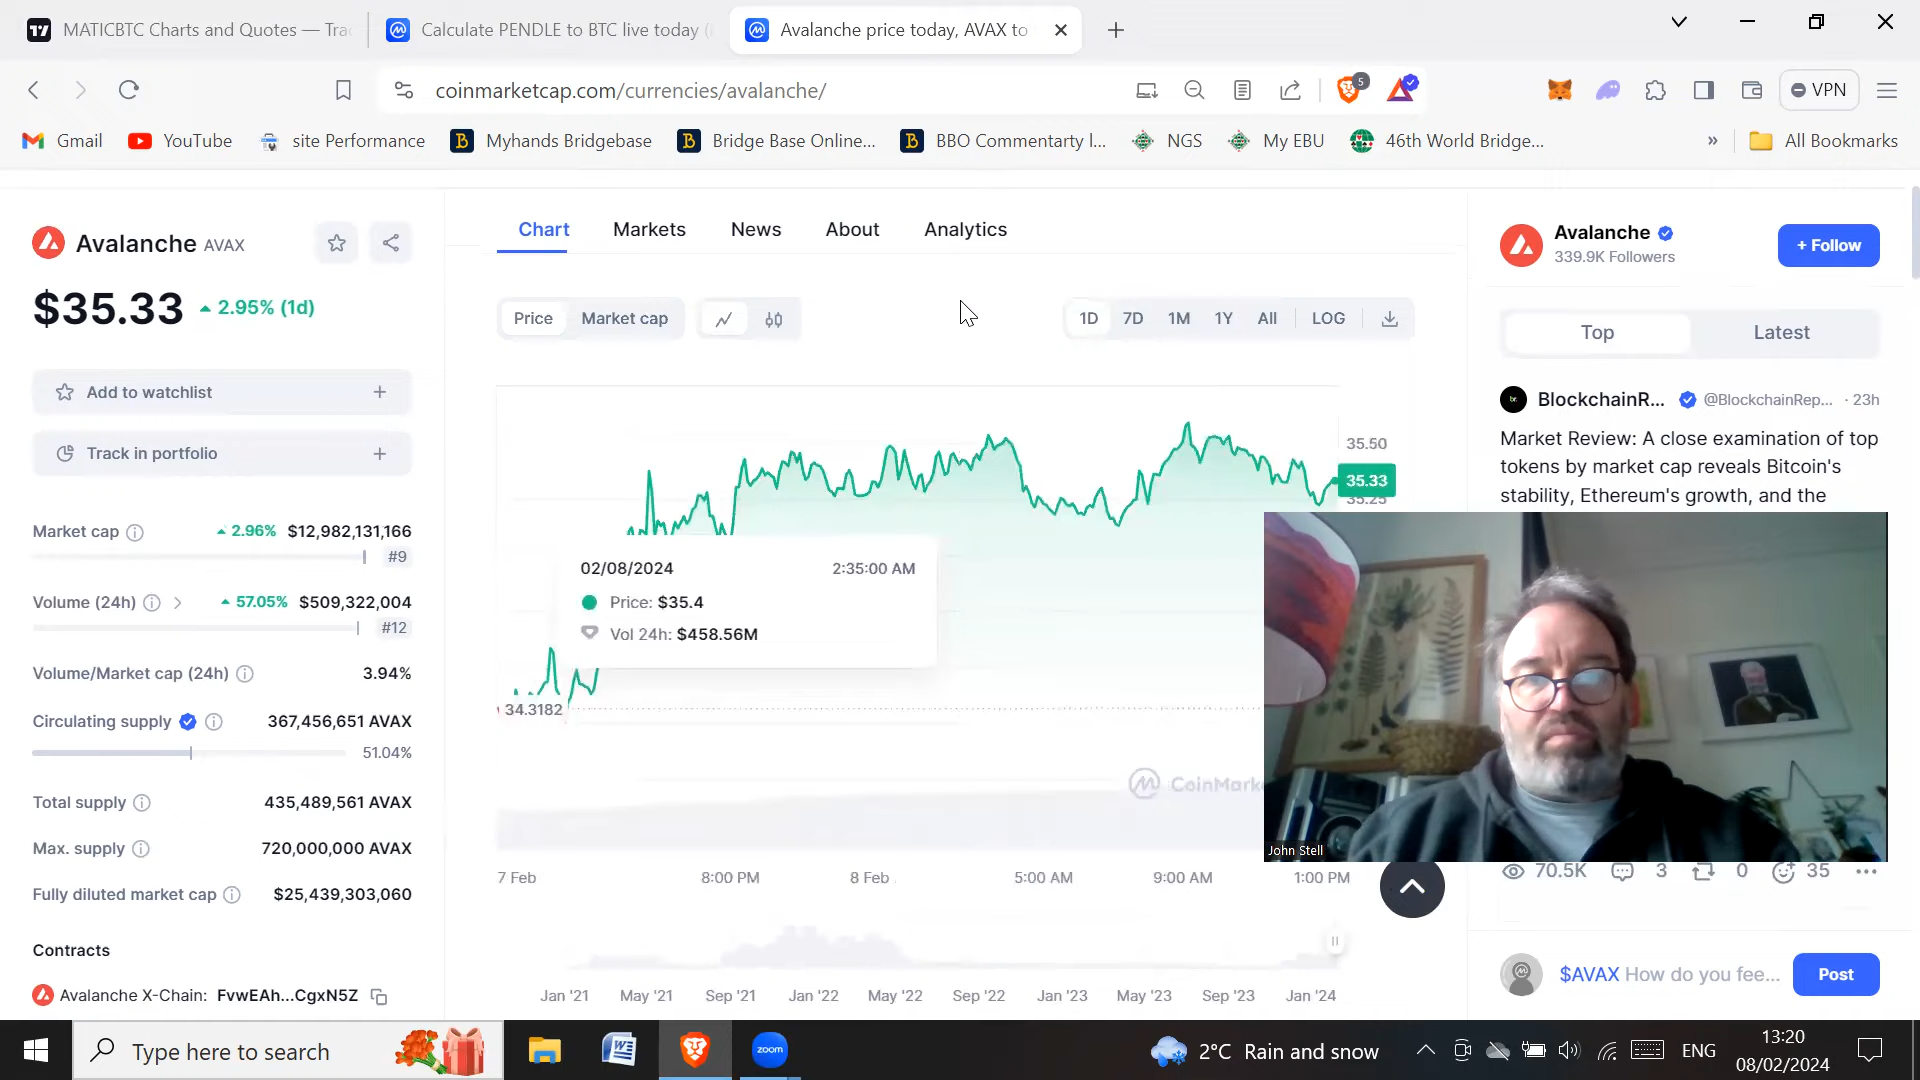 MATICBTC Charts and Quotes — Tra
Calculate PENDLE to BTC live today (
Avalanche price today, AVAX to
coinmarketcap.com/currencies/avalanche/
5
VPN
Gmail
YouTube
site Performance
Myhands Bridgebase
Bridge Base Online...
BBO Commentarty l...
NGS
My EBU
46th World Bridge...
»
All Bookmarks
Avalanche AVAX
$35.33
2.95% (1d)
Add to watchlist
Track in portfolio
Market cap
2.96% $12,982,131,166
#9
Volume (24h)
57.05% $509,322,004
#12
Volume/Market cap (24h)
3.94%
Circulating supply
367,456,651 AVAX
51.04%
Total supply
435,489,561 AVAX
Max. supply
720,000,000 AVAX
Fully diluted market cap
$25,439,303,060
Contracts
Avalanche X-Chain: FvwEAh...CgxN5Z
Chart
Markets
News
About
Analytics
Price
Market cap
1D
7D
1M
1Y
All
LOG
35.50
35.33
35.25
02/08/2024
2:35:00 AM
Price: $35.4
Vol 24h: $458.56M
34.3182
CoinMark
7 Feb
8:00 PM
8 Feb
5:00 AM
9:00 AM
1:00 PM
Jan '21
May '21
Sep '21
Jan '22
May '22
Sep '22
Jan '23
May '23
Sep '23
Jan '24
Avalanche
339.9K Followers
+ Follow
Top
Latest
BlockchainR...
@BlockchainRep...
· 23h
Market Review: A close examination of top
tokens by market cap reveals Bitcoin's
stability, Ethereum's growth, and the
John Stell
70.5K
3
0
35
$AVAX How do you fee...
Post
Type here to search
zoom
2°C Rain and snow
ENG
13:20
08/02/2024